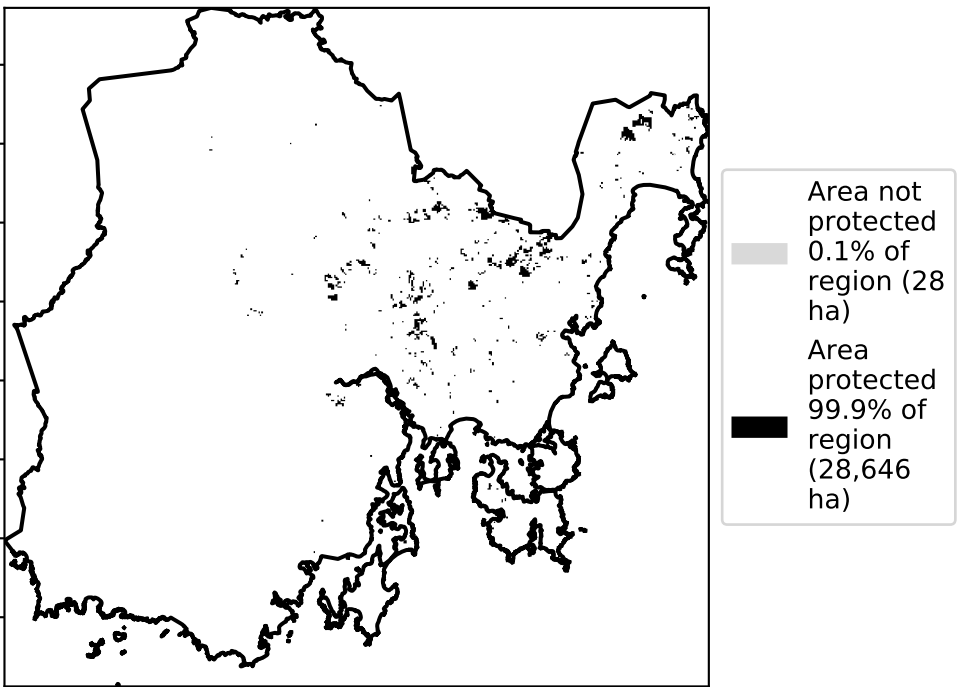 Area not
protected
0.1% of
region (28
ha)
Area
protected
99.9% of
region
(28,646
ha)